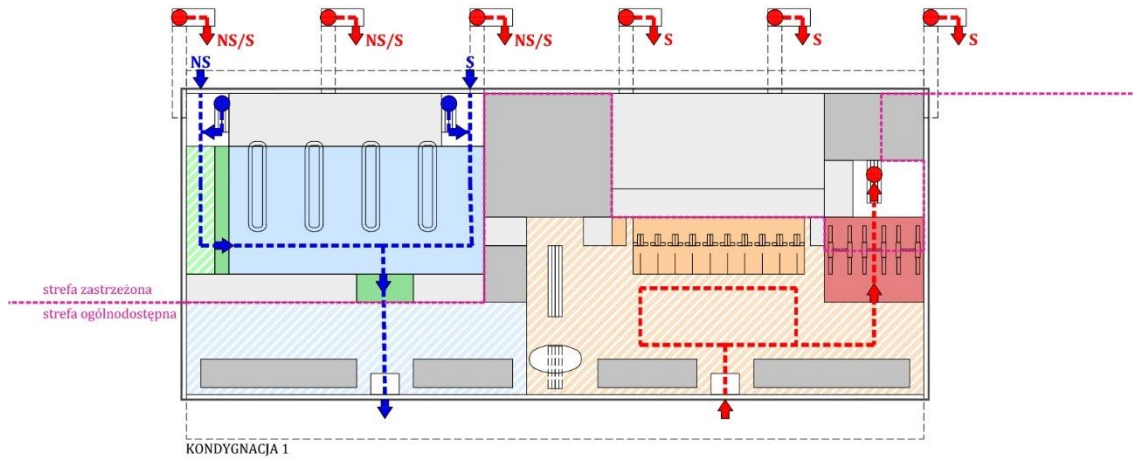 NS/S
NS/S
NS/S
S
S
S
NS
S
strefa zastrzeżona
strefa ogólnodostępna
KONDYGNACJA 1